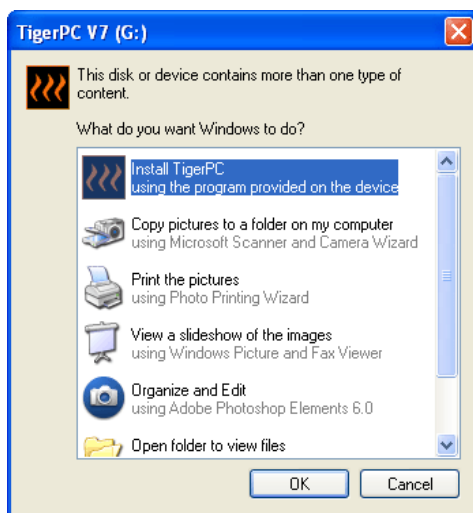 TigerPC V7 (G:)
This disk or device contains more than one type of
content.
What do you want Windows to do?
Install TigerPC
using the program provided on the device
Copy pictures to a folder on my computer
using Microsoft Scanner and Camera Wizard
Print the pictures
using Photo Printing Wizard
View a slideshow of the images
using Windows Picture and Fax Viewer
Organize and Edit
using Adobe Photoshop Elements 6.0
Open folder to view files
OK
Cancel